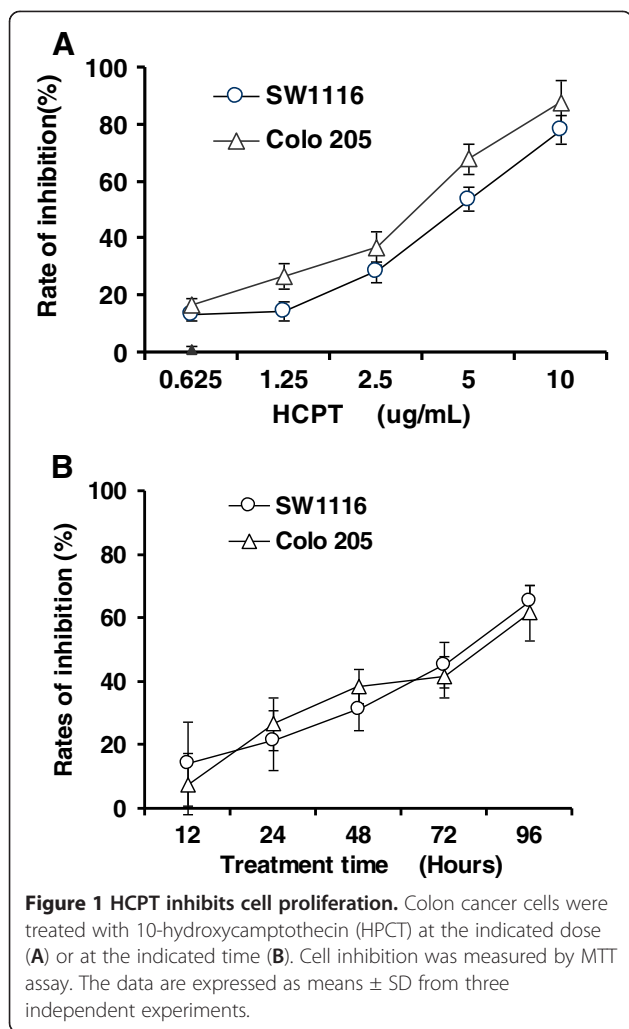 A
100
80
60
40
20
0
Rate of inhibition(%)
SW1116
Colo 205
0.625 1.25 2.5 5 10
HCPT (ug/mL)
B
100
80
60
40
20
0
Rates of inhibition (%)
SW1116
Colo 205
12 24 48 72 96
Treatment time (Hours)
Figure 1 HCPT inhibits cell proliferation. Colon cancer cells were
treated with 10-hydroxycamptothecin (HPCT) at the indicated dose
(A) or at the indicated time (B). Cell inhibition was measured by MTT
assay. The data are expressed as means ± SD from three
independent experiments.